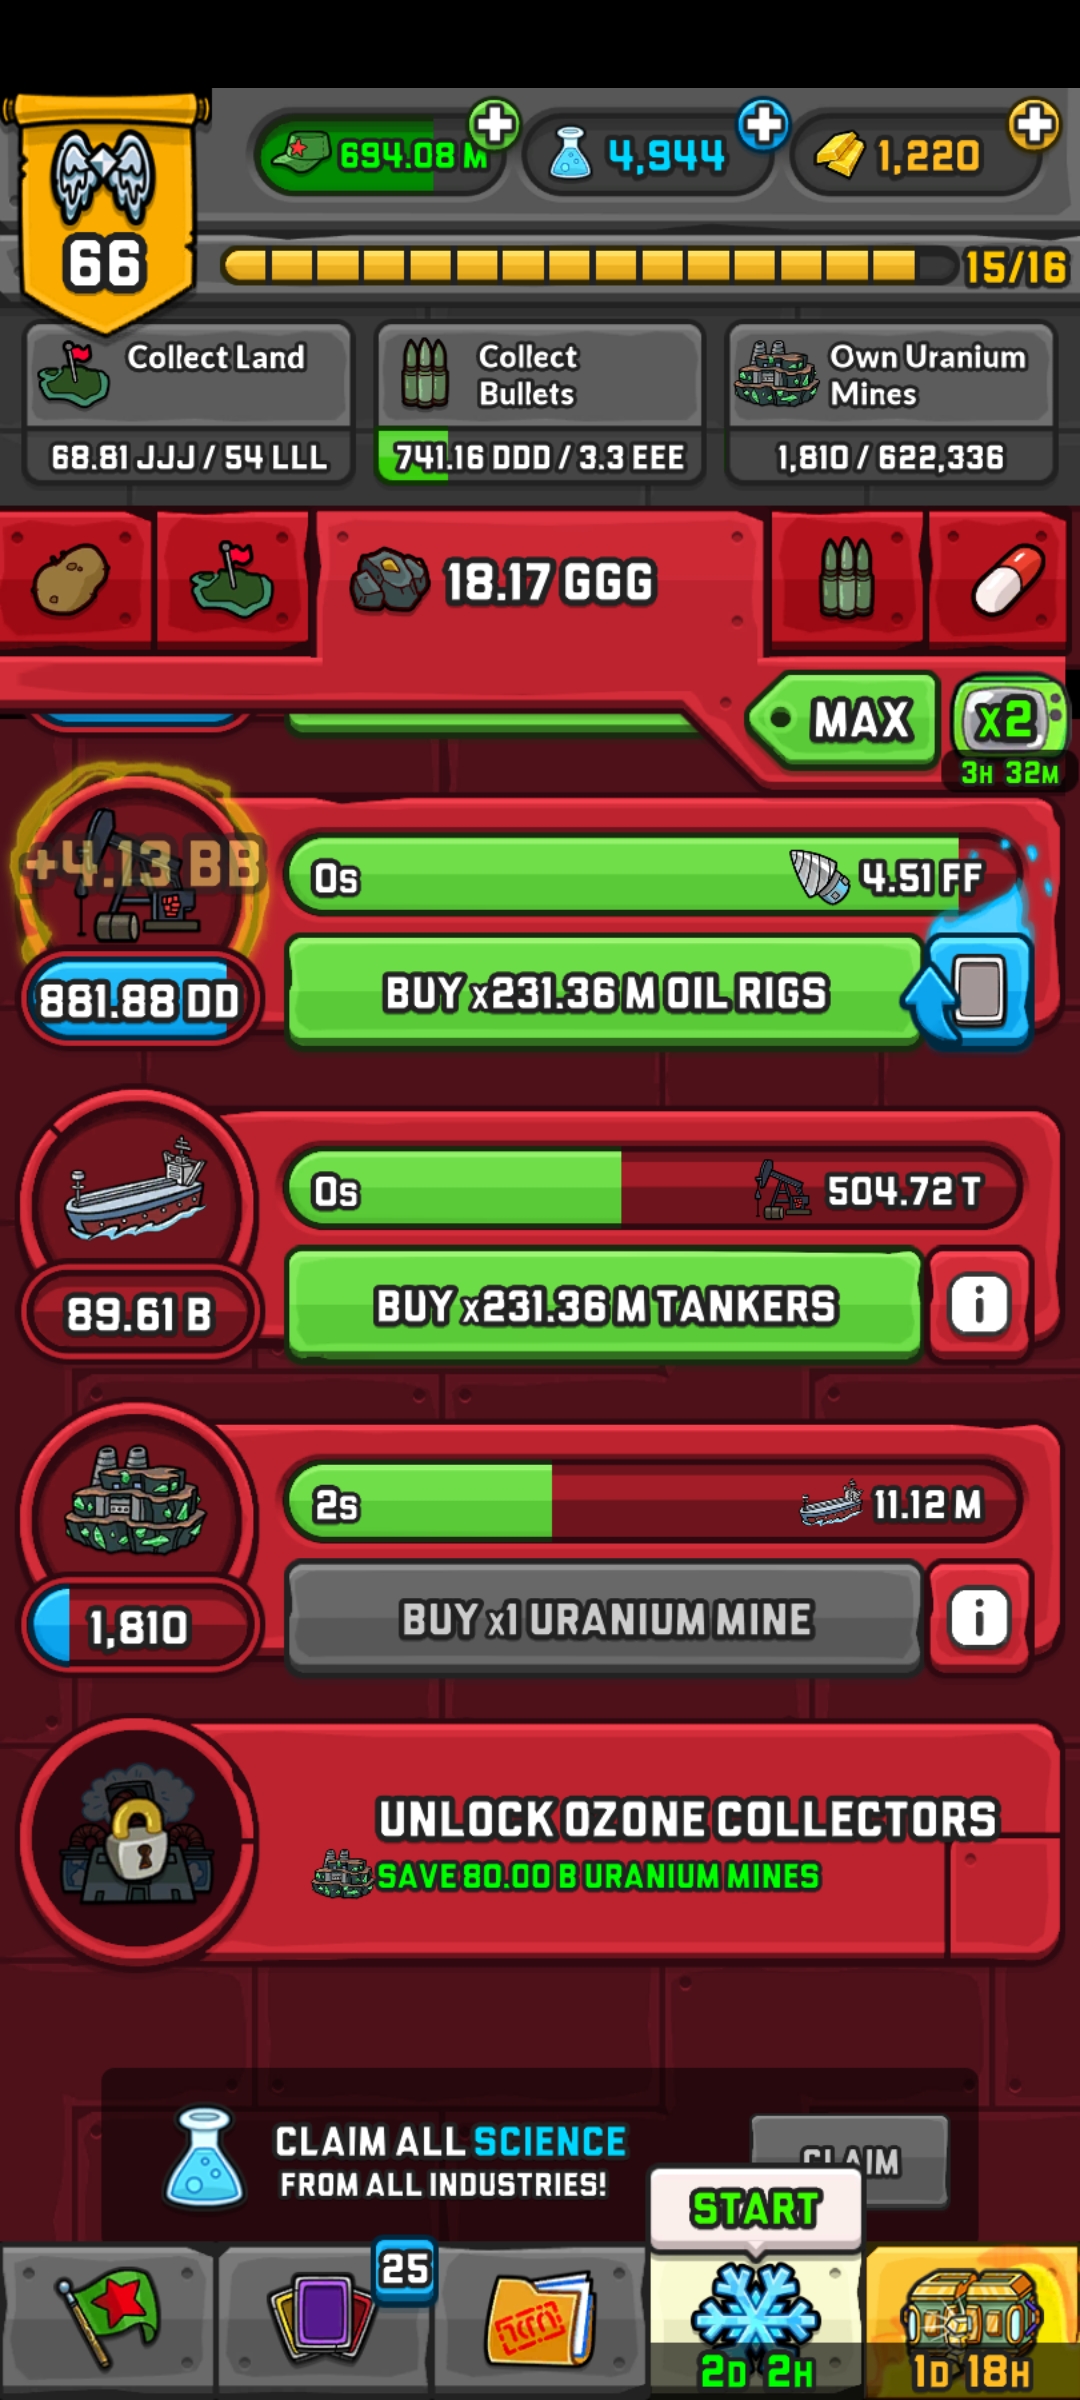 694.08 M
4,944
1,220
66
15/16
Collect Land
68.81 JJJ / 54 LLL
Collect
Bullets
741.16 DDD / 3.3 EEE
Own Uranium
Mines
1,810 / 622,336
18.17 GGG
MAX
x2
3H 32M
+4.13 BB
0s
4.51 FF
881.88 DD
BUY x231.36 M OIL RIGS
0s
504.72 T
89.61 B
BUY x231.36 M TANKERS
i
2s
11.12 M
1,810
BUY x1 URANIUM MINE
i
UNLOCK OZONE COLLECTORS
SAVE 80.00 B URANIUM MINES
CLAIM ALL SCIENCE
FROM ALL INDUSTRIES!
CLAIM
START
25
2D 2H
1D 18H